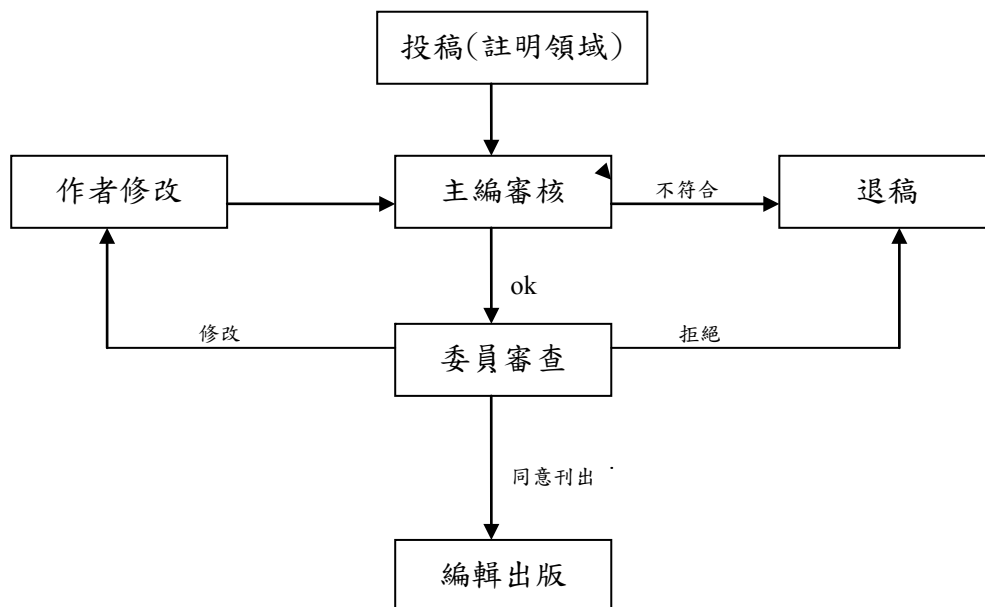 投稿(註明領域)
作者修改
主編審核
不符合
退稿
ok
修改
委員審查
拒絕
同意刊出
編輯出版